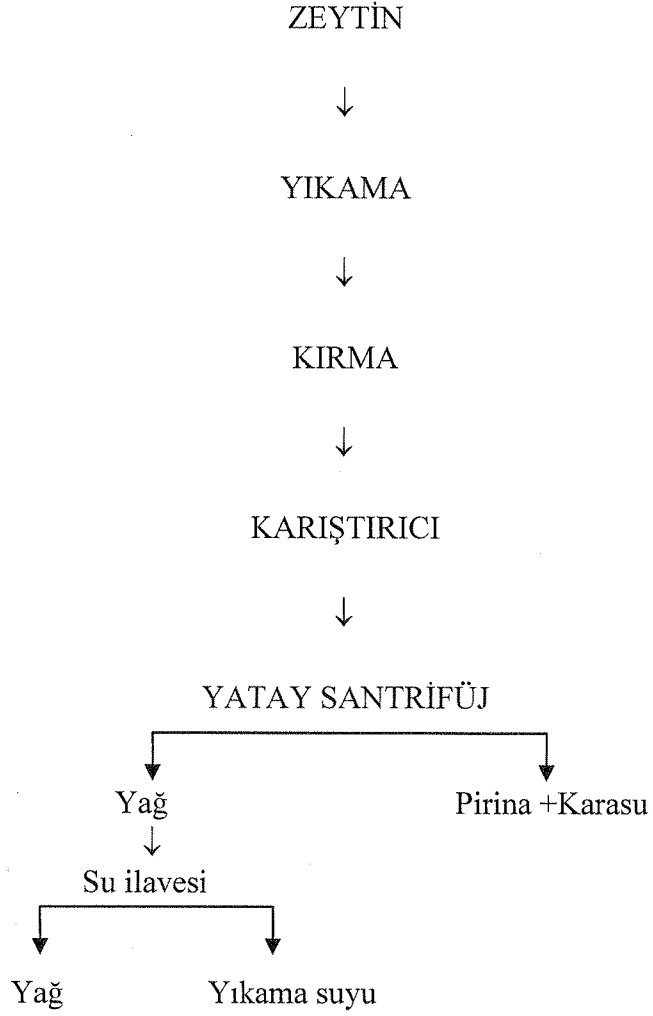 ZEYTİN
↓
YIKAMA
↓
KIRMA
↓
KARIŞTIRICI
↓
YATAY SANTRİFÜJ
Yağ Pirina +Karasu
↓
Su ilavesi
Yağ Yıkama suyu